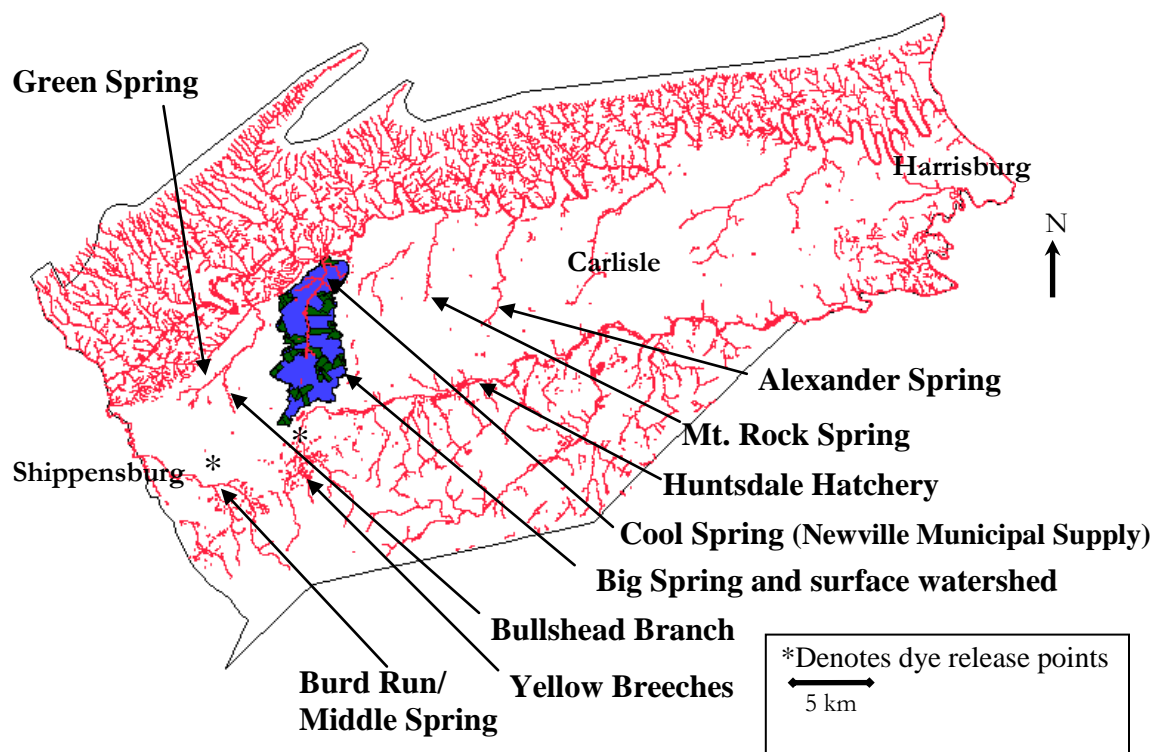 Green Spring
Harrisburg
N
Carlisle
Alexander Spring
Mt. Rock Spring
*
Shippensburg
*
Huntsdale Hatchery
Cool Spring (Newville Municipal Supply)
Big Spring and surface watershed
Bullshead Branch
Burd Run/
Middle Spring
Yellow Breeches
*Denotes dye release points
5 km